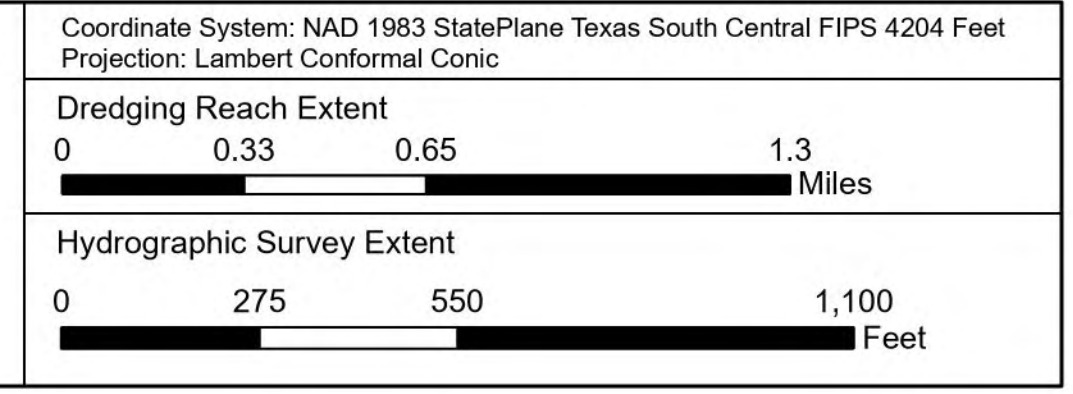 Coordinate System: NAD 1983 StatePlane Texas South Central FIPS 4204 Feet
Projection: Lambert Conformal Conic
Dredging Reach Extent
0 0.33 0.65 1.3
Miles
Hydrographic Survey Extent
0 275 550 1,100
Feet